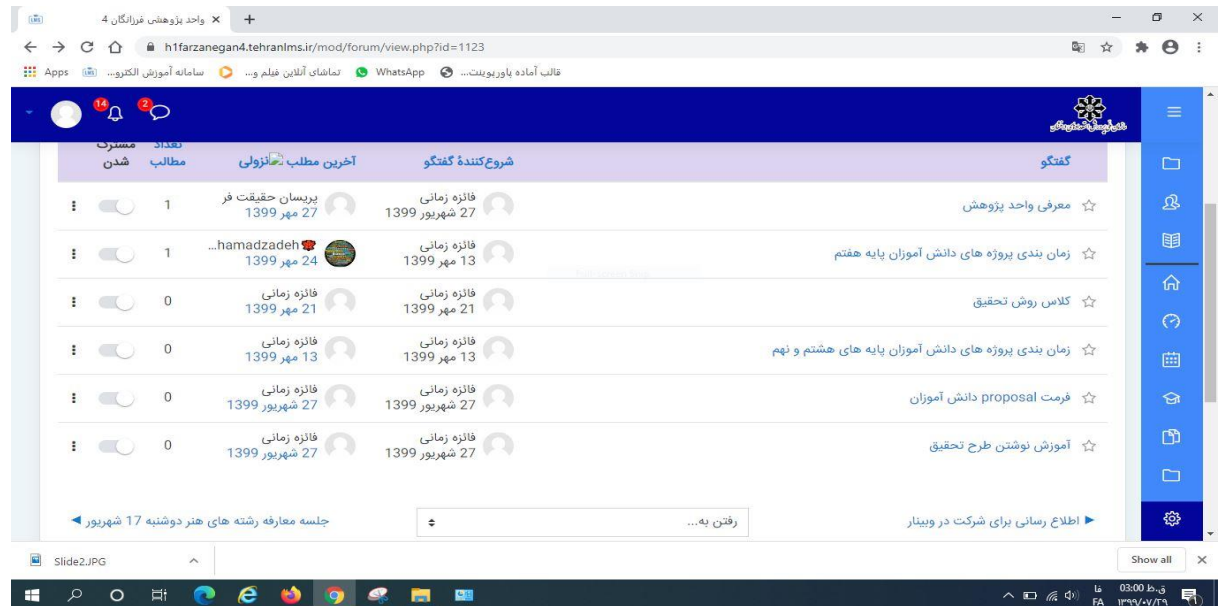 واحد پژوهشی فرزانگان 4
h1farzanegan4.tehranlms.ir/mod/forum/view.php?id=1123
Apps
سامانه آموزش الکترو...
تماشای آنلاین فیلم و...
WhatsApp
قالب آماده پاورپوینت...
14
2
گفتگو
شروع‌کنندهٔ گفتگو
آخرین مطلب نزولی
تعداد مطالب
مشترک شدن
معرفی واحد پژوهش
فائزه زمانی
27 شهریور 1399
پریسان حقیقت فر
27 مهر 1399
1
زمان بندی پروژه های دانش آموزان پایه هفتم
فائزه زمانی
13 مهر 1399
...hamadzadeh
24 مهر 1399
1
کلاس روش تحقیق
فائزه زمانی
21 مهر 1399
فائزه زمانی
21 مهر 1399
0
زمان بندی پروژه های دانش آموزان پایه های هشتم و نهم
فائزه زمانی
13 مهر 1399
فائزه زمانی
13 مهر 1399
0
فرمت proposal دانش آموزان
فائزه زمانی
27 شهریور 1399
فائزه زمانی
27 شهریور 1399
0
آموزش نوشتن طرح تحقیق
فائزه زمانی
27 شهریور 1399
فائزه زمانی
27 شهریور 1399
0
اطلاع رسانی برای شرکت در وبینار
رفتن به...
جلسه معارفه رشته های هنر دوشنبه 17 شهریور
Slide2.JPG
Show all
فا
FA
03:00 ق.ظ
۱۳۹۹/۰۷/۲۹